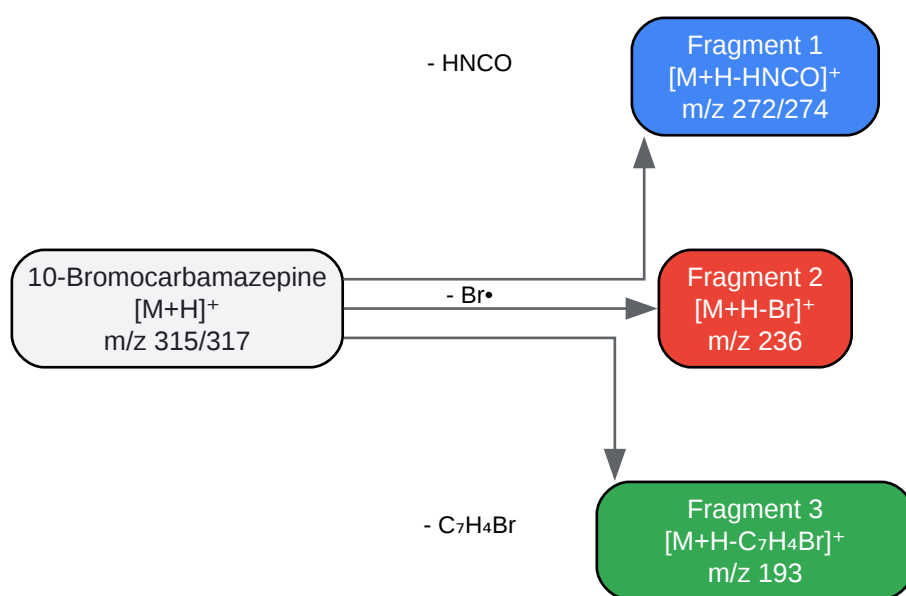 - HNCO
Fragment 1
[M+H-HNCO]⁺
m/z 272/274
10-Bromocarbamazepine
[M+H]⁺
m/z 315/317
- Br•
Fragment 2
[M+H-Br]⁺
m/z 236
- C₇H₄Br
Fragment 3
[M+H-C₇H₄Br]⁺
m/z 193